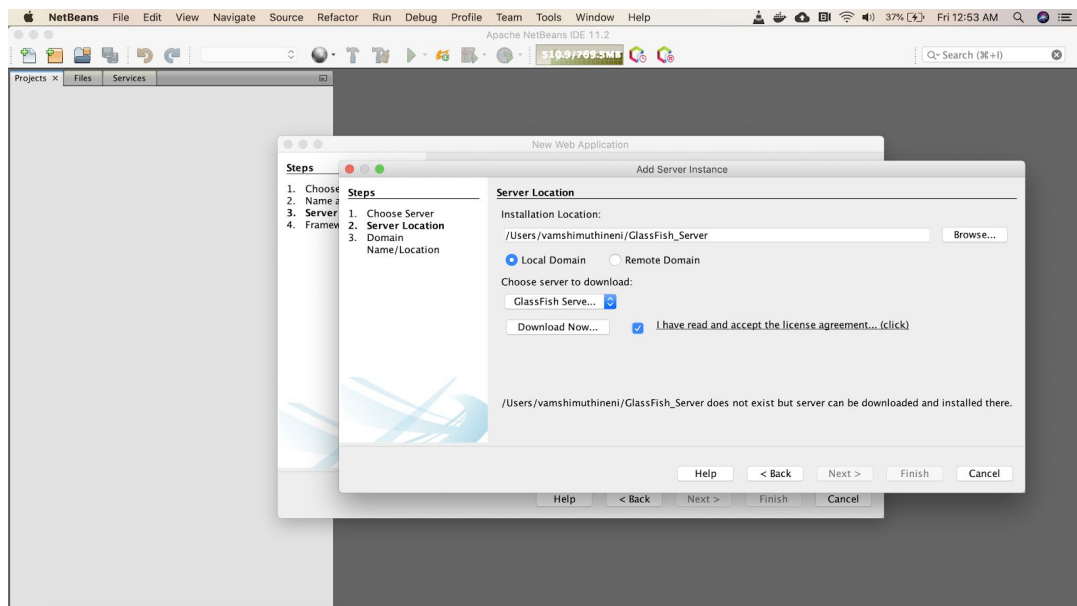 NetBeans File Edit View Navigate Source Refactor Run Debug Profile Team Tools Window Help 37% Fri 12:53 AM
Apache NetBeans IDE 11.2
510.9/769.5MB
Search (⌘+I)
Projects Files Services
New Web Application
Steps
1. Choose
2. Name a
3. Server
4. Framew
Add Server Instance
Steps
1. Choose Server
2. Server Location
3. Domain
Name/Location
Server Location
Installation Location:
/Users/vamshimuthineni/GlassFish_Server
Browse...
Local Domain Remote Domain
Choose server to download:
GlassFish Serve...
Download Now... I have read and accept the license agreement... (click)
/Users/vamshimuthineni/GlassFish_Server does not exist but server can be downloaded and installed there.
Help < Back Next > Finish Cancel
Help < Back Next > Finish Cancel